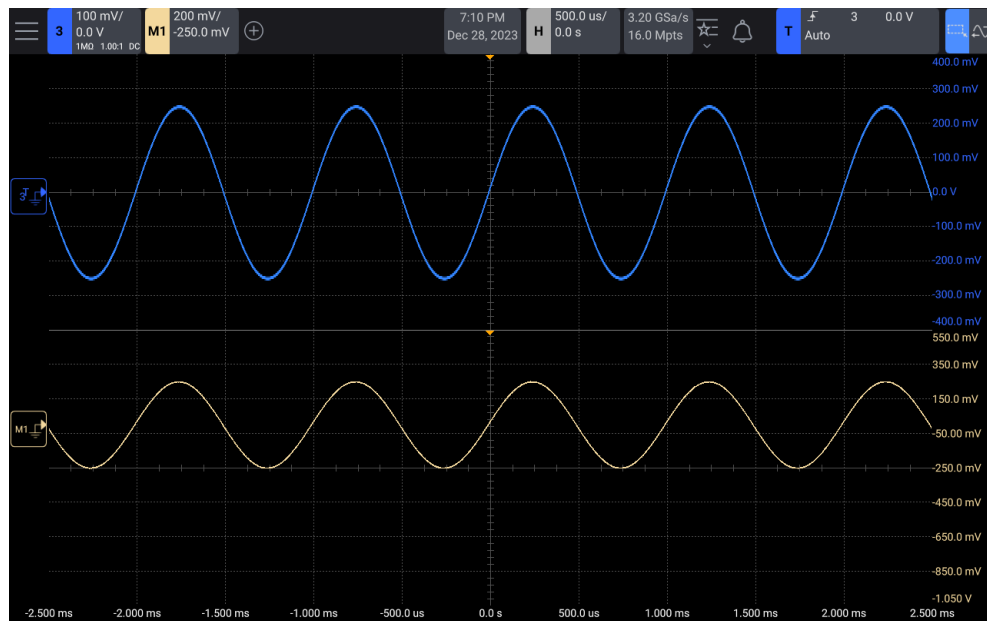 3
100 mV/
0.0 V
1MΩ 1.00:1 DC
M1
200 mV/
-250.0 mV
7:10 PM
Dec 28, 2023
H
500.0 us/
0.0 s
3.20 GSa/s
16.0 Mpts
T
3 0.0 V
Auto
400.0 mV
300.0 mV
200.0 mV
100.0 mV
0.0 V
-100.0 mV
-200.0 mV
-300.0 mV
-400.0 mV
3
T
550.0 mV
350.0 mV
150.0 mV
-50.00 mV
-250.0 mV
-450.0 mV
-650.0 mV
-850.0 mV
-1.050 V
M1
-2.500 ms -2.000 ms -1.500 ms -1.000 ms -500.0 us 0.0 s 500.0 us 1.000 ms 1.500 ms 2.000 ms 2.500 ms